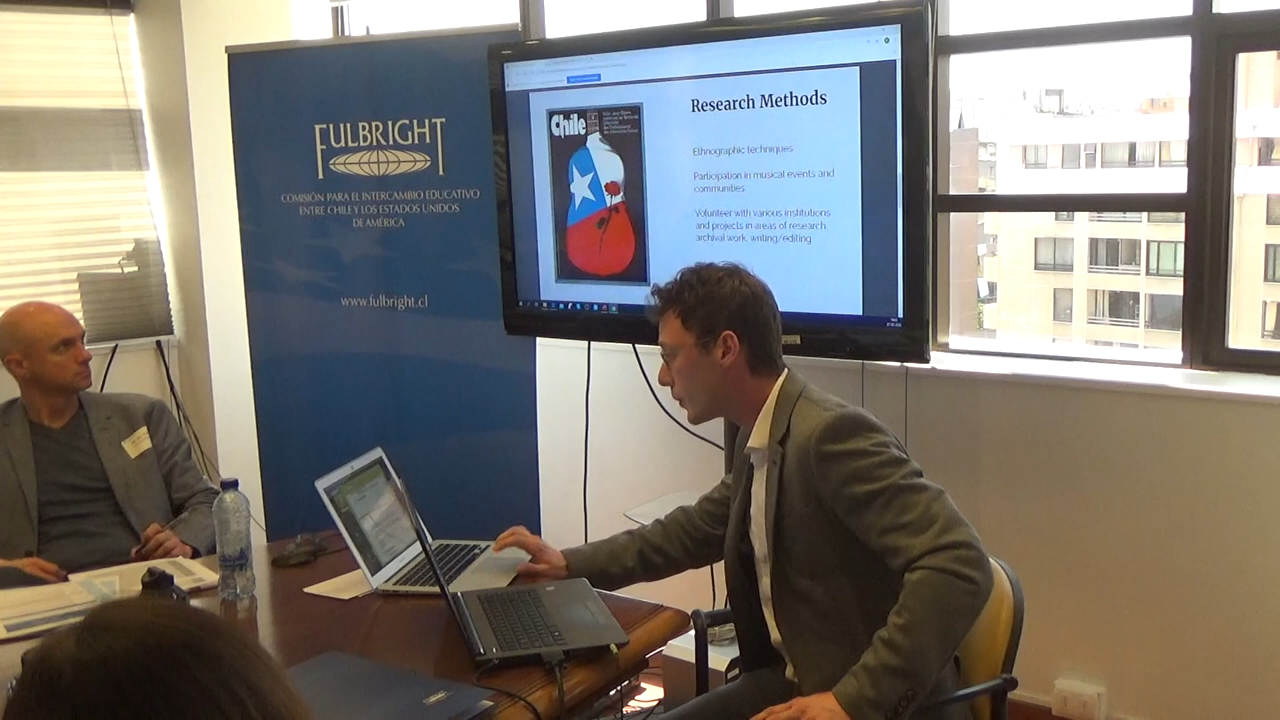 FULBRIGHT
COMISIÓN PARA EL INTERCAMBIO EDUCATIVO
ENTRE CHILE Y LOS ESTADOS UNIDOS
DE AMÉRICA
www.fulbright.cl
Chile
Research Methods
Ethnographic techniques
Participation in musical events and
communities
Volunteer with various institutions
and projects in areas of research,
archival work, writing/editing